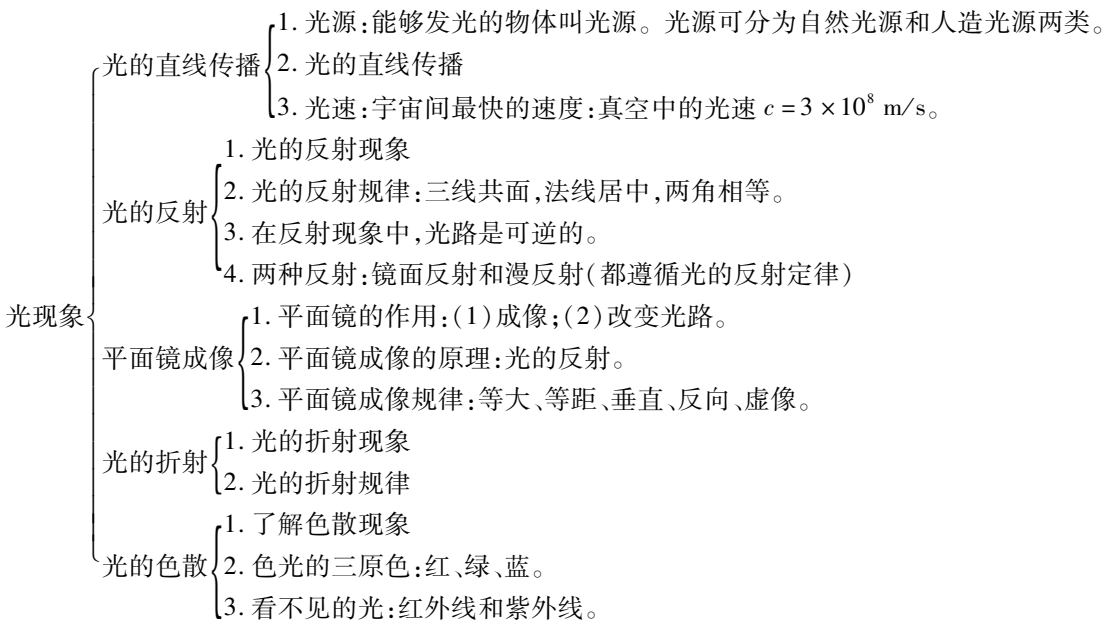 光现象
光的直线传播
1. 光源:能够发光的物体叫光源。光源可分为自然光源和人造光源两类。
2. 光的直线传播
3. 光速:宇宙间最快的速度:真空中的光速 c = 3 × 10⁸ m/s。
光的反射
1. 光的反射现象
2. 光的反射规律:三线共面,法线居中,两角相等。
3. 在反射现象中,光路是可逆的。
4. 两种反射:镜面反射和漫反射(都遵循光的反射定律)
平面镜成像
1. 平面镜的作用:(1)成像;(2)改变光路。
2. 平面镜成像的原理:光的反射。
3. 平面镜成像规律:等大、等距、垂直、反向、虚像。
光的折射
1. 光的折射现象
2. 光的折射规律
光的色散
1. 了解色散现象
2. 色光的三原色:红、绿、蓝。
3. 看不见的光:红外线和紫外线。